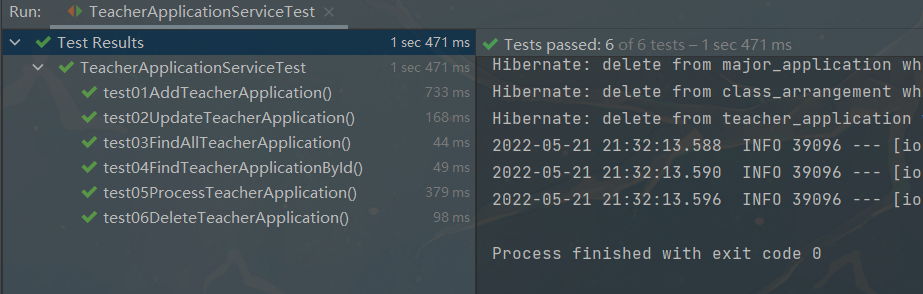 Run: TeacherApplicationServiceTest
Test Results 1 sec 471 ms
TeacherApplicationServiceTest 1 sec 471 ms
test01AddTeacherApplication() 733 ms
test02UpdateTeacherApplication() 168 ms
test03FindAllTeacherApplication() 44 ms
test04FindTeacherApplicationById() 49 ms
test05ProcessTeacherApplication() 379 ms
test06DeleteTeacherApplication() 98 ms
Tests passed: 6 of 6 tests – 1 sec 471 ms
Hibernate: delete from major_application wh
Hibernate: delete from class_arrangement wh
Hibernate: delete from teacher_application
2022-05-21 21:32:13.588 INFO 39096 --- [io
2022-05-21 21:32:13.590 INFO 39096 --- [io
2022-05-21 21:32:13.596 INFO 39096 --- [io
Process finished with exit code 0